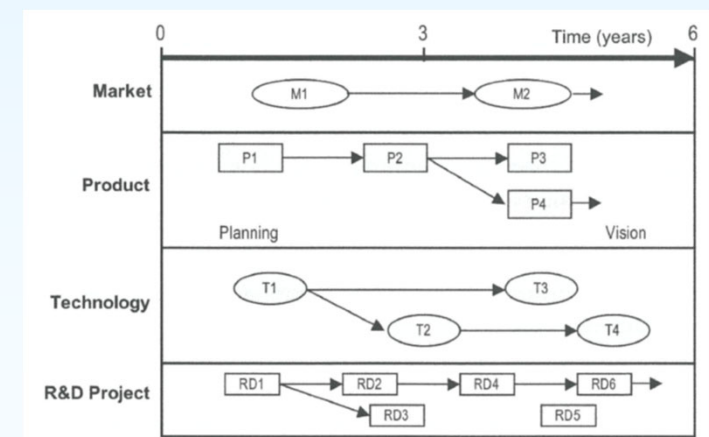 0 3 6
Time (years)
Market
M1 M2
Product
P1 P2 P3
P4
Planning Vision
Technology
T1 T3
T2 T4
R&D Project
RD1 RD2 RD4 RD6
RD3 RD5